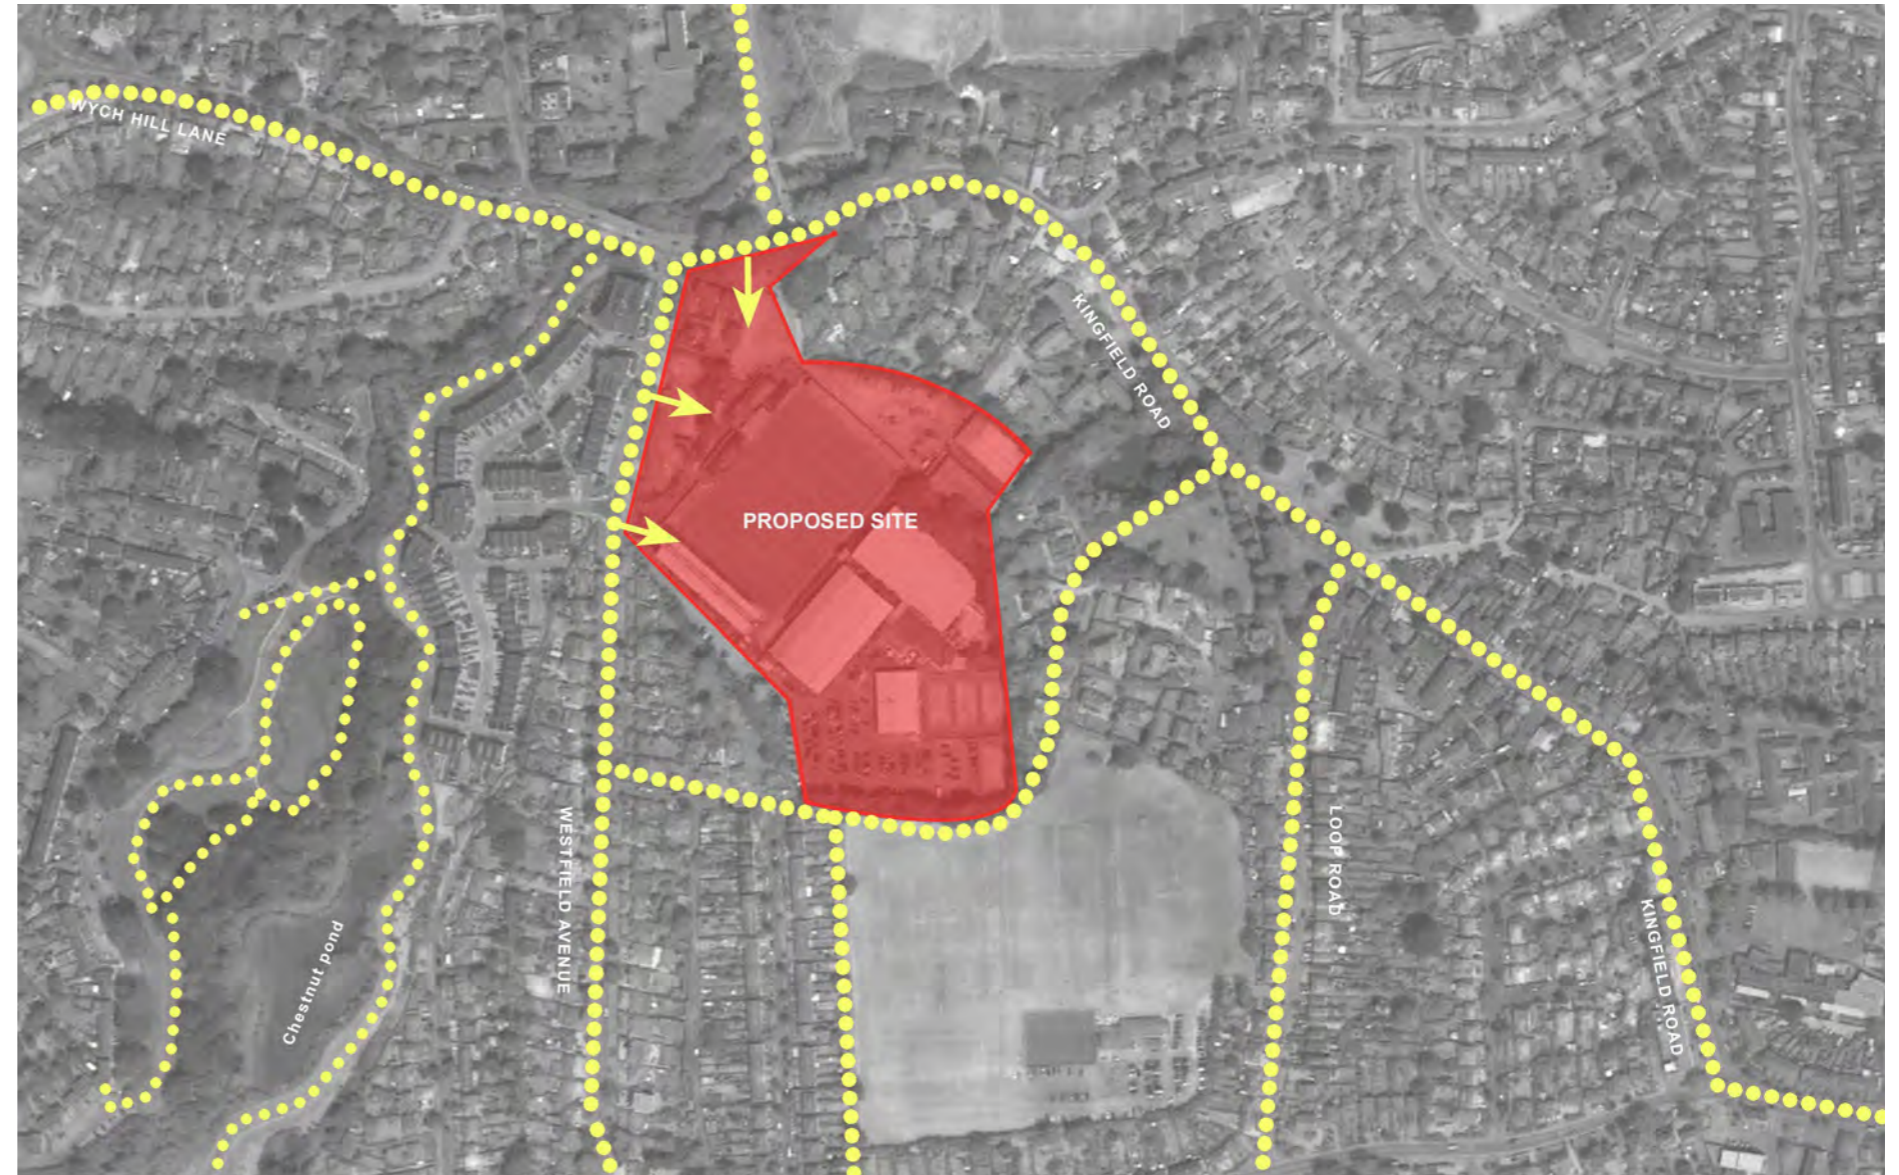 WYCH HILL LANE
KINGFIELD ROAD
PROPOSED SITE
WESTFIELD AVENUE
LOOP ROAD
KINGFIELD ROAD
Chestnut pond